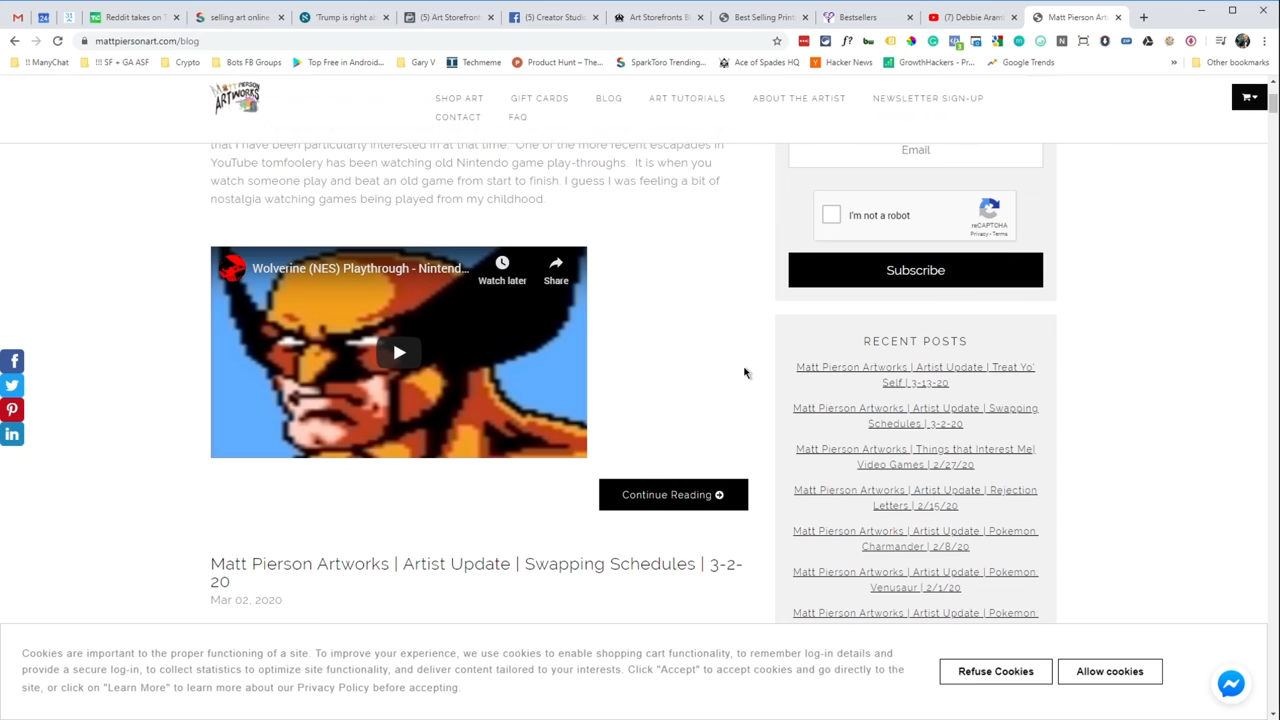 Reddit takes on T
selling art online
'Trump is right ab
(5) Art Storefront
(5) Creator Studio
Art Storefronts Bl
Best Selling Print
Bestsellers
(7) Debbie Aram
Matt Pierson Art
mattpiersonart.com/blog
!! ManyChat
!!! SF + GA ASF
Crypto
Bots FB Groups
Top Free in Android...
Gary V
Techmeme
Product Hunt – The...
SparkToro Trending...
Ace of Spades HQ
Hacker News
GrowthHackers - Pr...
Google Trends
Other bookmarks
MATT PIERSON
ARTWORKS
SHOP ART
GIFT CARDS
BLOG
ART TUTORIALS
ABOUT THE ARTIST
NEWSLETTER SIGN-UP
CONTACT
FAQ
that I have been particularly interested in at that time. One of the more recent escapades in
YouTube tomfoolery has been watching old Nintendo game play-throughs. It is when you
watch someone play and beat an old game from start to finish. I guess I was feeling a bit of
nostalgia watching games being played from my childhood.
Wolverine (NES) Playthrough - Nintend...
Watch later
Share
Continue Reading
Matt Pierson Artworks | Artist Update | Swapping Schedules | 3-2-
20
Mar 02, 2020
Email
I'm not a robot
reCAPTCHA
Privacy - Terms
Subscribe
RECENT POSTS
Matt Pierson Artworks | Artist Update | Treat Yo'
Self | 3-13-20
Matt Pierson Artworks | Artist Update | Swapping
Schedules | 3-2-20
Matt Pierson Artworks | Things that Interest Me|
Video Games | 2/27/20
Matt Pierson Artworks | Artist Update | Rejection
Letters | 2/15/20
Matt Pierson Artworks | Artist Update | Pokemon
Charmander | 2/8/20
Matt Pierson Artworks | Artist Update | Pokemon
Venusaur | 2/1/20
Matt Pierson Artworks | Artist Update | Pokemon
Cookies are important to the proper functioning of a site. To improve your experience, we use cookies to enable shopping cart functionality, to remember log-in details and
provide a secure log-in, to collect statistics to optimize site functionality, and deliver content tailored to your interests. Click "Accept" to accept cookies and go directly to the
site, or click on "Learn More" to learn more about our Privacy Policy before accepting.
Refuse Cookies
Allow cookies